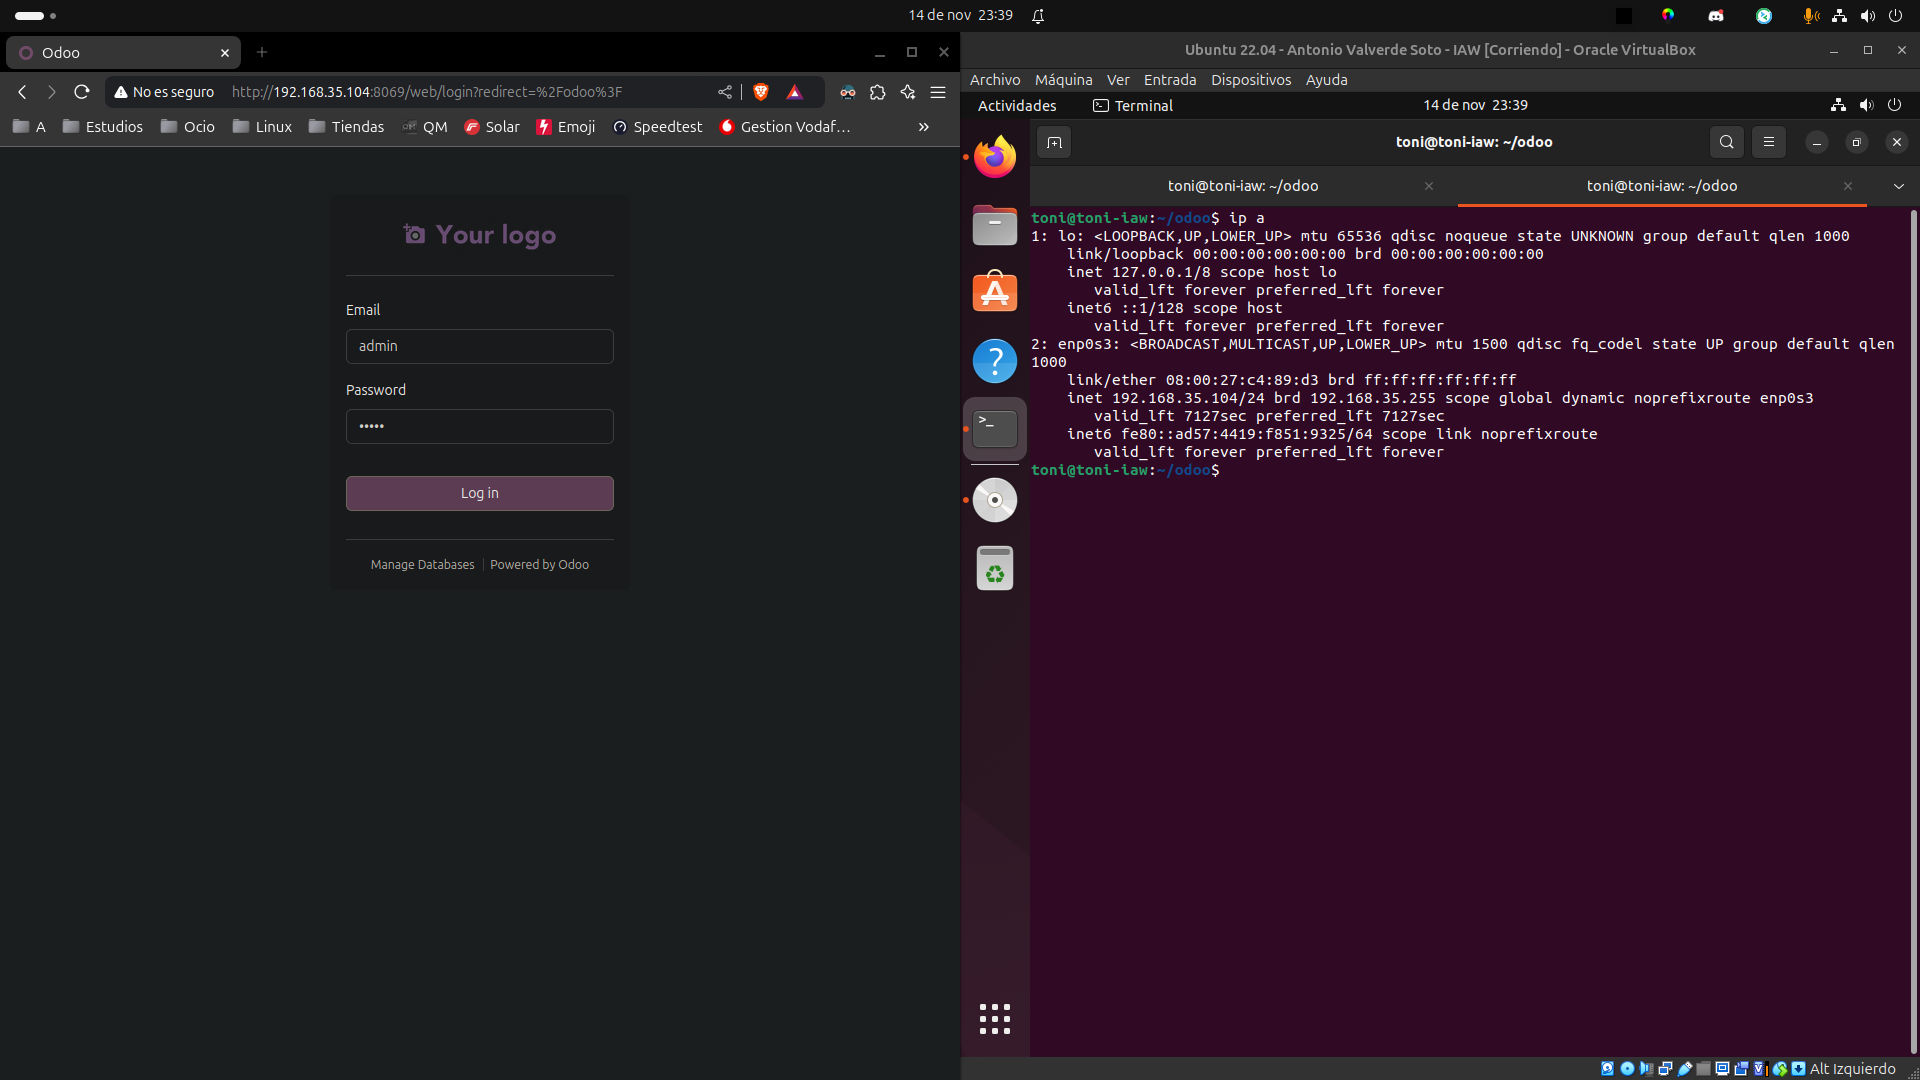 14 de nov 23:39
Odoo
No es seguro
http://192.168.35.104:8069/web/login?redirect=%2Fodoo%3F
A
Estudios
Ocio
Linux
Tiendas
QM
Solar
Emoji
Speedtest
Gestion Vodaf…
»
Your logo
Email
admin
Password
•••••
Log in
Manage Databases
Powered by Odoo
Ubuntu 22.04 - Antonio Valverde Soto - IAW [Corriendo] - Oracle VirtualBox
Archivo Máquina Ver Entrada Dispositivos Ayuda
Actividades
Terminal
14 de nov 23:39
toni@toni-iaw: ~/odoo
toni@toni-iaw: ~/odoo
toni@toni-iaw: ~/odoo
toni@toni-iaw:~/odoo$ ip a
1: lo: <LOOPBACK,UP,LOWER_UP> mtu 65536 qdisc noqueue state UNKNOWN group default qlen 1000
link/loopback 00:00:00:00:00:00 brd 00:00:00:00:00:00
inet 127.0.0.1/8 scope host lo
valid_lft forever preferred_lft forever
inet6 ::1/128 scope host
valid_lft forever preferred_lft forever
2: enp0s3: <BROADCAST,MULTICAST,UP,LOWER_UP> mtu 1500 qdisc fq_codel state UP group default qlen
1000
link/ether 08:00:27:c4:89:d3 brd ff:ff:ff:ff:ff:ff
inet 192.168.35.104/24 brd 192.168.35.255 scope global dynamic noprefixroute enp0s3
valid_lft 7127sec preferred_lft 7127sec
inet6 fe80::ad57:4419:f851:9325/64 scope link noprefixroute
valid_lft forever preferred_lft forever
toni@toni-iaw:~/odoo$
Alt Izquierdo